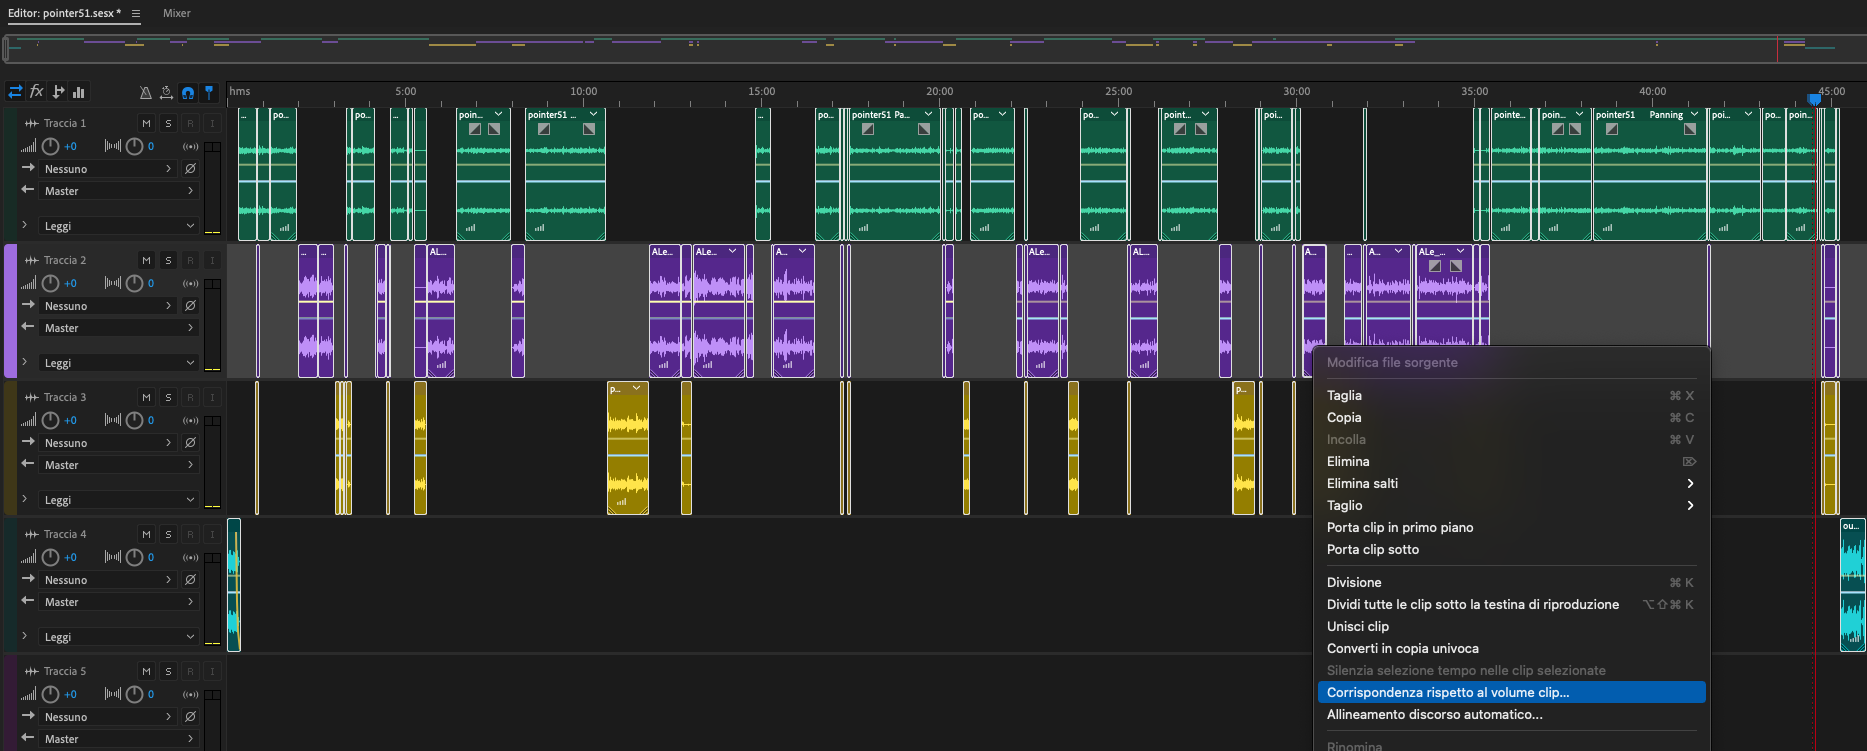 Editor: pointer51.sesx *
Mixer
hms 5:00 10:00 15:00 20:00 25:00 30:00 35:00 40:00 45:00
Traccia 1 M S R I
+0 0
Nessuno
Master
Leggi
... po... po... ... poin... pointer51 ... ... po... pointer51 Pa... po... po... point... poi... pointe... poin... pointer51 Panning poi... po... poin...
Traccia 2 M S R I
+0 0
Nessuno
Master
Leggi
... ... AL... ALe... ALe... A... ALe... AL... A... ... A... ALe_...
Traccia 3 M S R I
+0 0
Nessuno
Master
Leggi
p... p...
Traccia 4 M S R I
+0 0
Nessuno
Master
Leggi
ou...
Traccia 5 M S R I
+0 0
Nessuno
Master
Modifica file sorgente
Taglia ⌘ X
Copia ⌘ C
Incolla ⌘ V
Elimina ⌦
Elimina salti
Taglio
Porta clip in primo piano
Porta clip sotto
Divisione ⌘ K
Dividi tutte le clip sotto la testina di riproduzione ⌥⇧⌘ K
Unisci clip
Converti in copia univoca
Silenzia selezione tempo nelle clip selezionate
Corrispondenza rispetto al volume clip...
Allineamento discorso automatico...
Rinomina